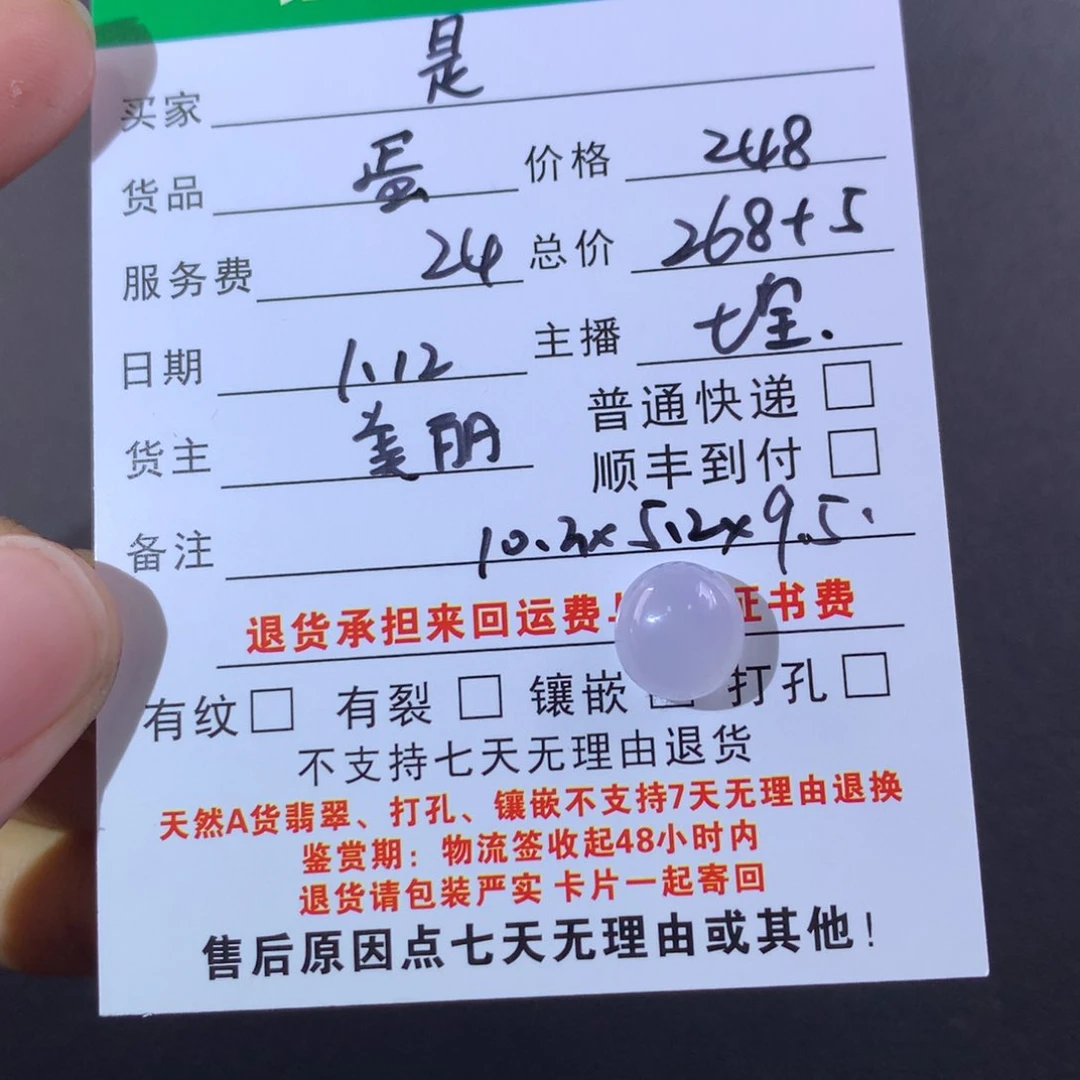 买家 是
货品 蛋 价格 248
服务费 24 总价 268+5
日期 1.12 主播 七宝.
货主 美丽 普通快递
顺丰到付
备注 10.3x5.2x9.5.
退货承担来回运费 证书费
有纹 有裂 镶嵌 打孔
不支持七天无理由退货
天然A货翡翠、打孔、镶嵌不支持7天无理由退换
鉴赏期：物流签收起48小时内
退货请包装严实 卡片一起寄回
售后原因点七天无理由或其他！